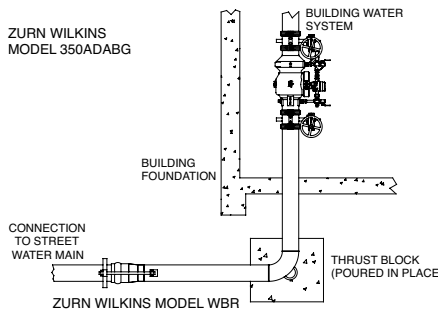 ZURN WILKINS
MODEL 350ADABG
BUILDING WATER
SYSTEM
BUILDING
FOUNDATION
CONNECTION
TO STREET
WATER MAIN
THRUST BLOCK
(POURED IN PLACE
ZURN WILKINS MODEL WBR